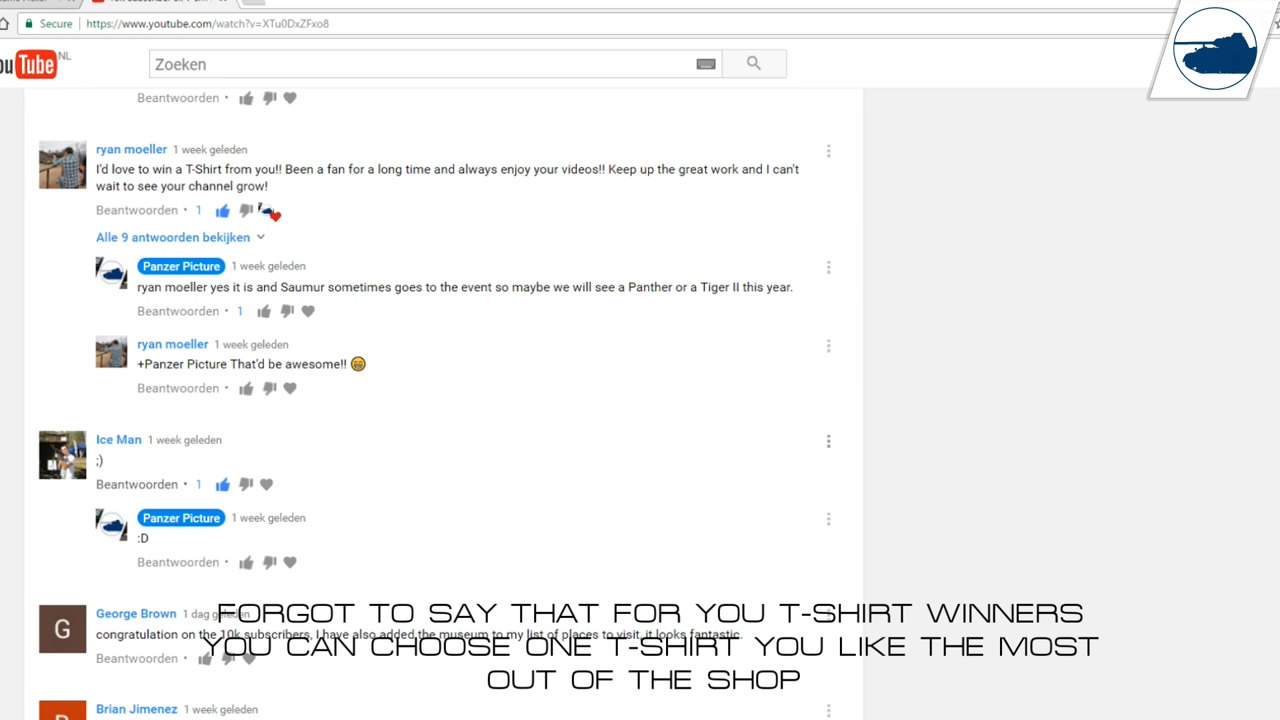 Secure https://www.youtube.com/watch?v=XTu0DxZFxo8
ouTube NL
Zoeken
Beantwoorden •
ryan moeller 1 week geleden
I'd love to win a T-Shirt from you!! Been a fan for a long time and always enjoy your videos!! Keep up the great work and I can't
wait to see your channel grow!
Beantwoorden • 1
Alle 9 antwoorden bekijken
Panzer Picture 1 week geleden
ryan moeller yes it is and Saumur sometimes goes to the event so maybe we will see a Panther or a Tiger II this year.
Beantwoorden • 1
ryan moeller 1 week geleden
+Panzer Picture That'd be awesome!! 😁
Beantwoorden •
Ice Man 1 week geleden
;)
Beantwoorden • 1
Panzer Picture 1 week geleden
:D
Beantwoorden •
G
George Brown 1 dag geleden
congratulation on the 10k subscribers, I have also added the museum to my list of places to visit, it looks fantastic.
Beantwoorden •
FORGOT TO SAY THAT FOR YOU T-SHIRT WINNERS
YOU CAN CHOOSE ONE T-SHIRT YOU LIKE THE MOST
OUT OF THE SHOP
Brian Jimenez 1 week geleden